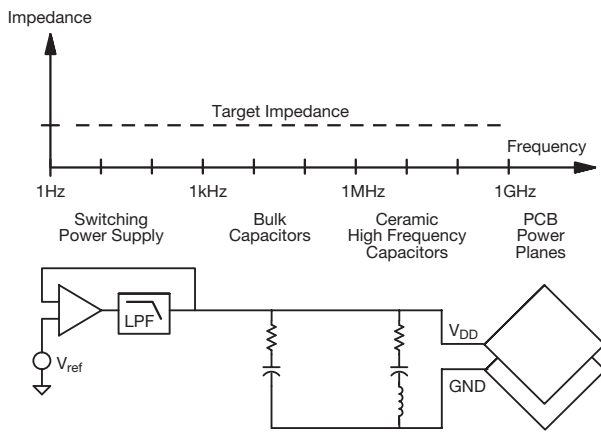 Impedance
Target Impedance
Frequency
1Hz
1kHz
1MHz
1GHz
Switching
Power Supply
Bulk
Capacitors
Ceramic
High Frequency
Capacitors
PCB
Power
Planes
LPF
Vref
VDD
GND